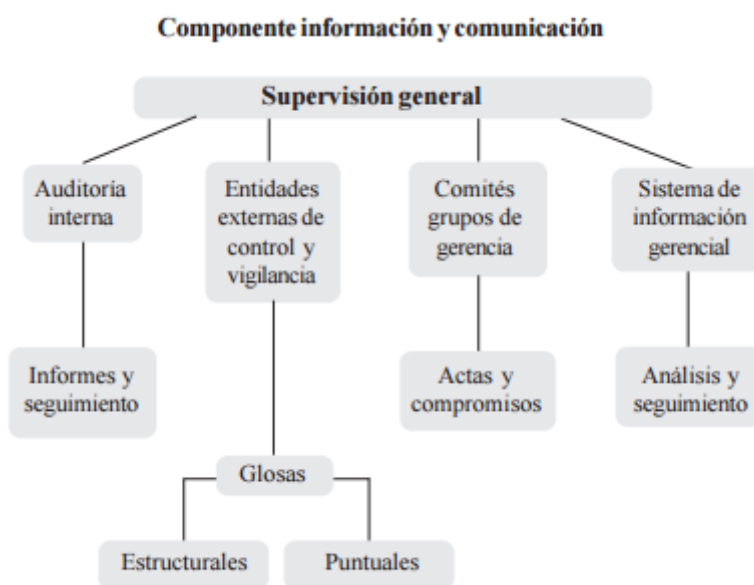 Componente información y comunicación
Supervisión general
Auditoría
interna
Entidades
externas de
control y
vigilancia
Comités
grupos de
gerencia
Sistema de
información
gerencial
Informes y
seguimiento
Actas y
compromisos
Análisis y
seguimiento
Glosas
Estructurales
Puntuales